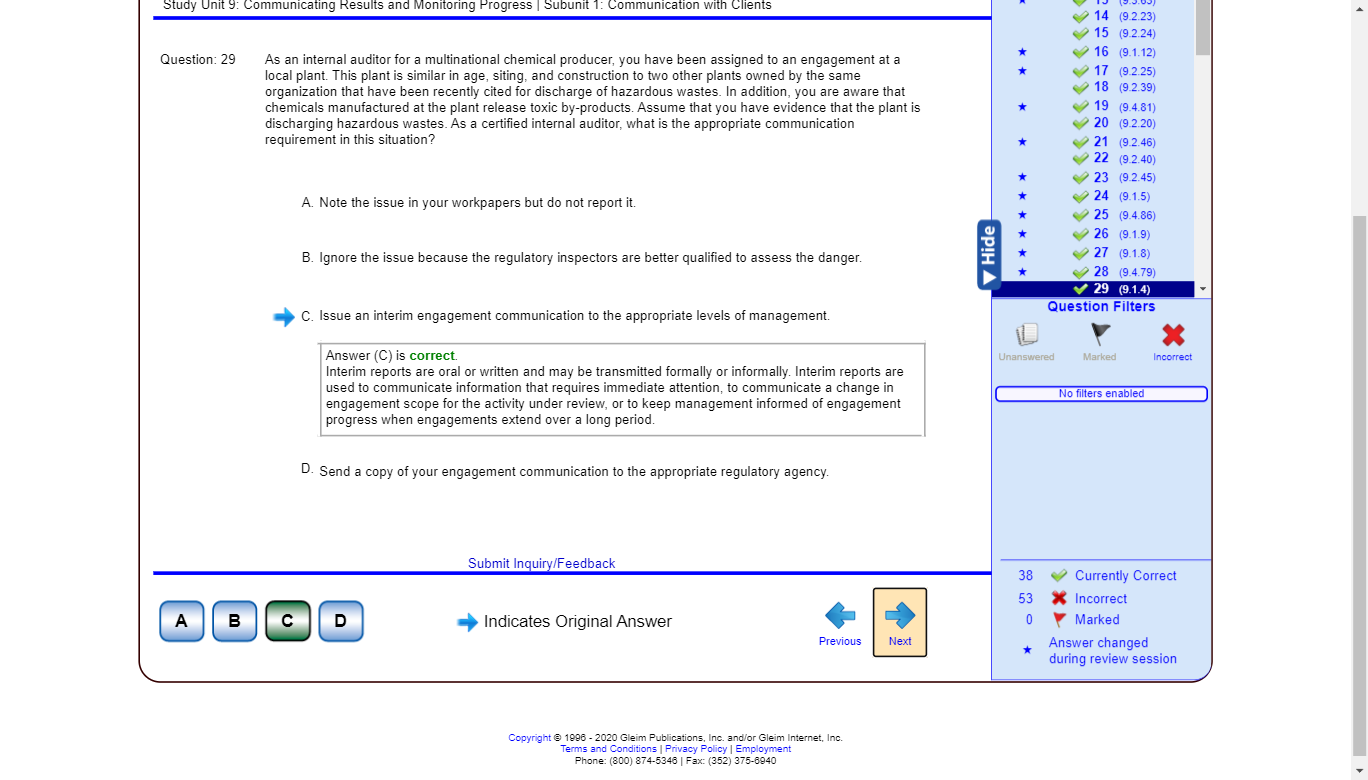 Study Unit 9: Communicating Results and Monitoring Progress | Subunit 1: Communication with Clients
Question: 29
As an internal auditor for a multinational chemical producer, you have been assigned to an engagement at a
local plant. This plant is similar in age, siting, and construction to two other plants owned by the same
organization that have been recently cited for discharge of hazardous wastes. In addition, you are aware that
chemicals manufactured at the plant release toxic by-products. Assume that you have evidence that the plant is
discharging hazardous wastes. As a certified internal auditor, what is the appropriate communication
requirement in this situation?
A. Note the issue in your workpapers but do not report it.
B. Ignore the issue because the regulatory inspectors are better qualified to assess the danger.
C. Issue an interim engagement communication to the appropriate levels of management.
Answer (C) is correct.
Interim reports are oral or written and may be transmitted formally or informally. Interim reports are
used to communicate information that requires immediate attention, to communicate a change in
engagement scope for the activity under review, or to keep management informed of engagement
progress when engagements extend over a long period.
D. Send a copy of your engagement communication to the appropriate regulatory agency.
Submit Inquiry/Feedback
A B C D
Indicates Original Answer
Previous
Next
14 (9.2.23)
15 (9.2.24)
16 (9.1.12)
17 (9.2.25)
18 (9.2.39)
19 (9.4.81)
20 (9.2.20)
21 (9.2.46)
22 (9.2.40)
23 (9.2.45)
24 (9.1.5)
25 (9.4.86)
26 (9.1.9)
27 (9.1.8)
28 (9.4.79)
29 (9.1.4)
Hide
Question Filters
Unanswered Marked Incorrect
No filters enabled
38 Currently Correct
53 Incorrect
0 Marked
Answer changed
during review session
Copyright © 1996 - 2020 Gleim Publications, Inc. and/or Gleim Internet, Inc.
Terms and Conditions | Privacy Policy | Employment
Phone: (800) 874-5346 | Fax: (352) 375-6940